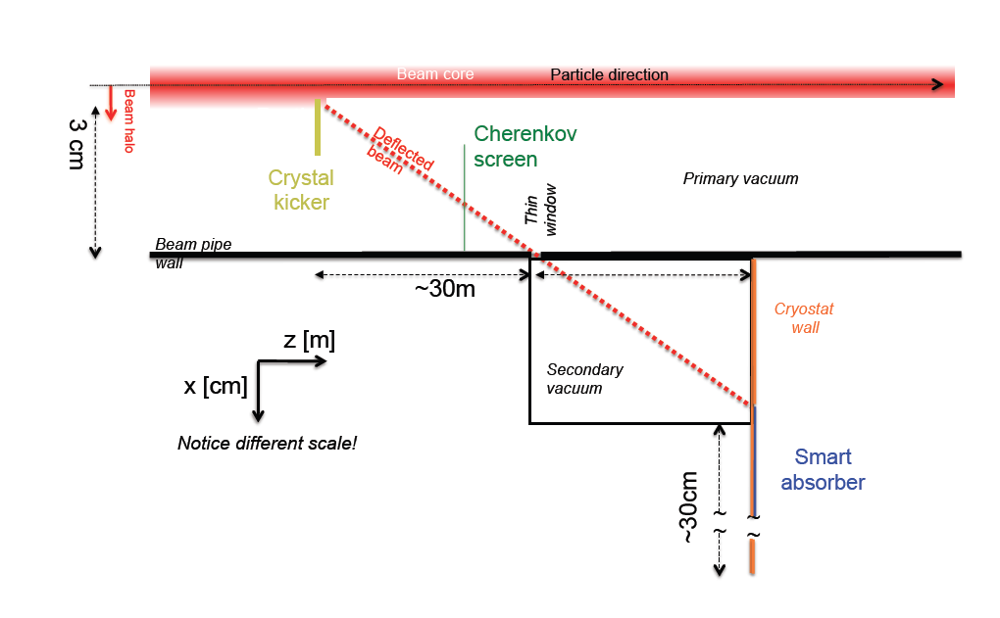 Beam core
Particle direction
Beam halo
3 cm
Deflected
beam
Cherenkov
screen
Crystal
kicker
Thin
window
Primary vacuum
Beam pipe
wall
~30m
Cryostat
wall
z [m]
x [cm]
Secondary
vacuum
Notice different scale!
Smart
absorber
~30cm